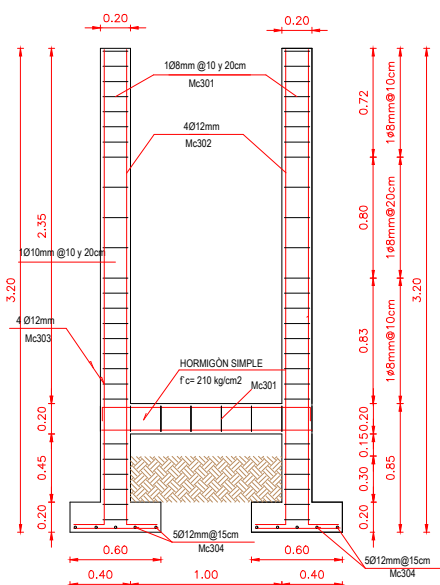 0.20
0.20
1Ø8mm @10 y 20cm
Mc301
4Ø12mm
Mc302
0.72
1ø8mm@10cm
0.80
1ø8mm@20cm
2.35
3.20
3.20
1Ø10mm @10 y 20cm
4 Ø12mm
Mc303
0.83
1ø8mm@10cm
HORMIGÒN SIMPLE
f´c= 210 kg/cm2
Mc301
0.20
0.20
0.15
0.45
0.30
0.85
0.20
0.20
5Ø12mm@15cm
Mc304
0.60
0.60
5Ø12mm@15cm
Mc304
0.40
1.00
0.40